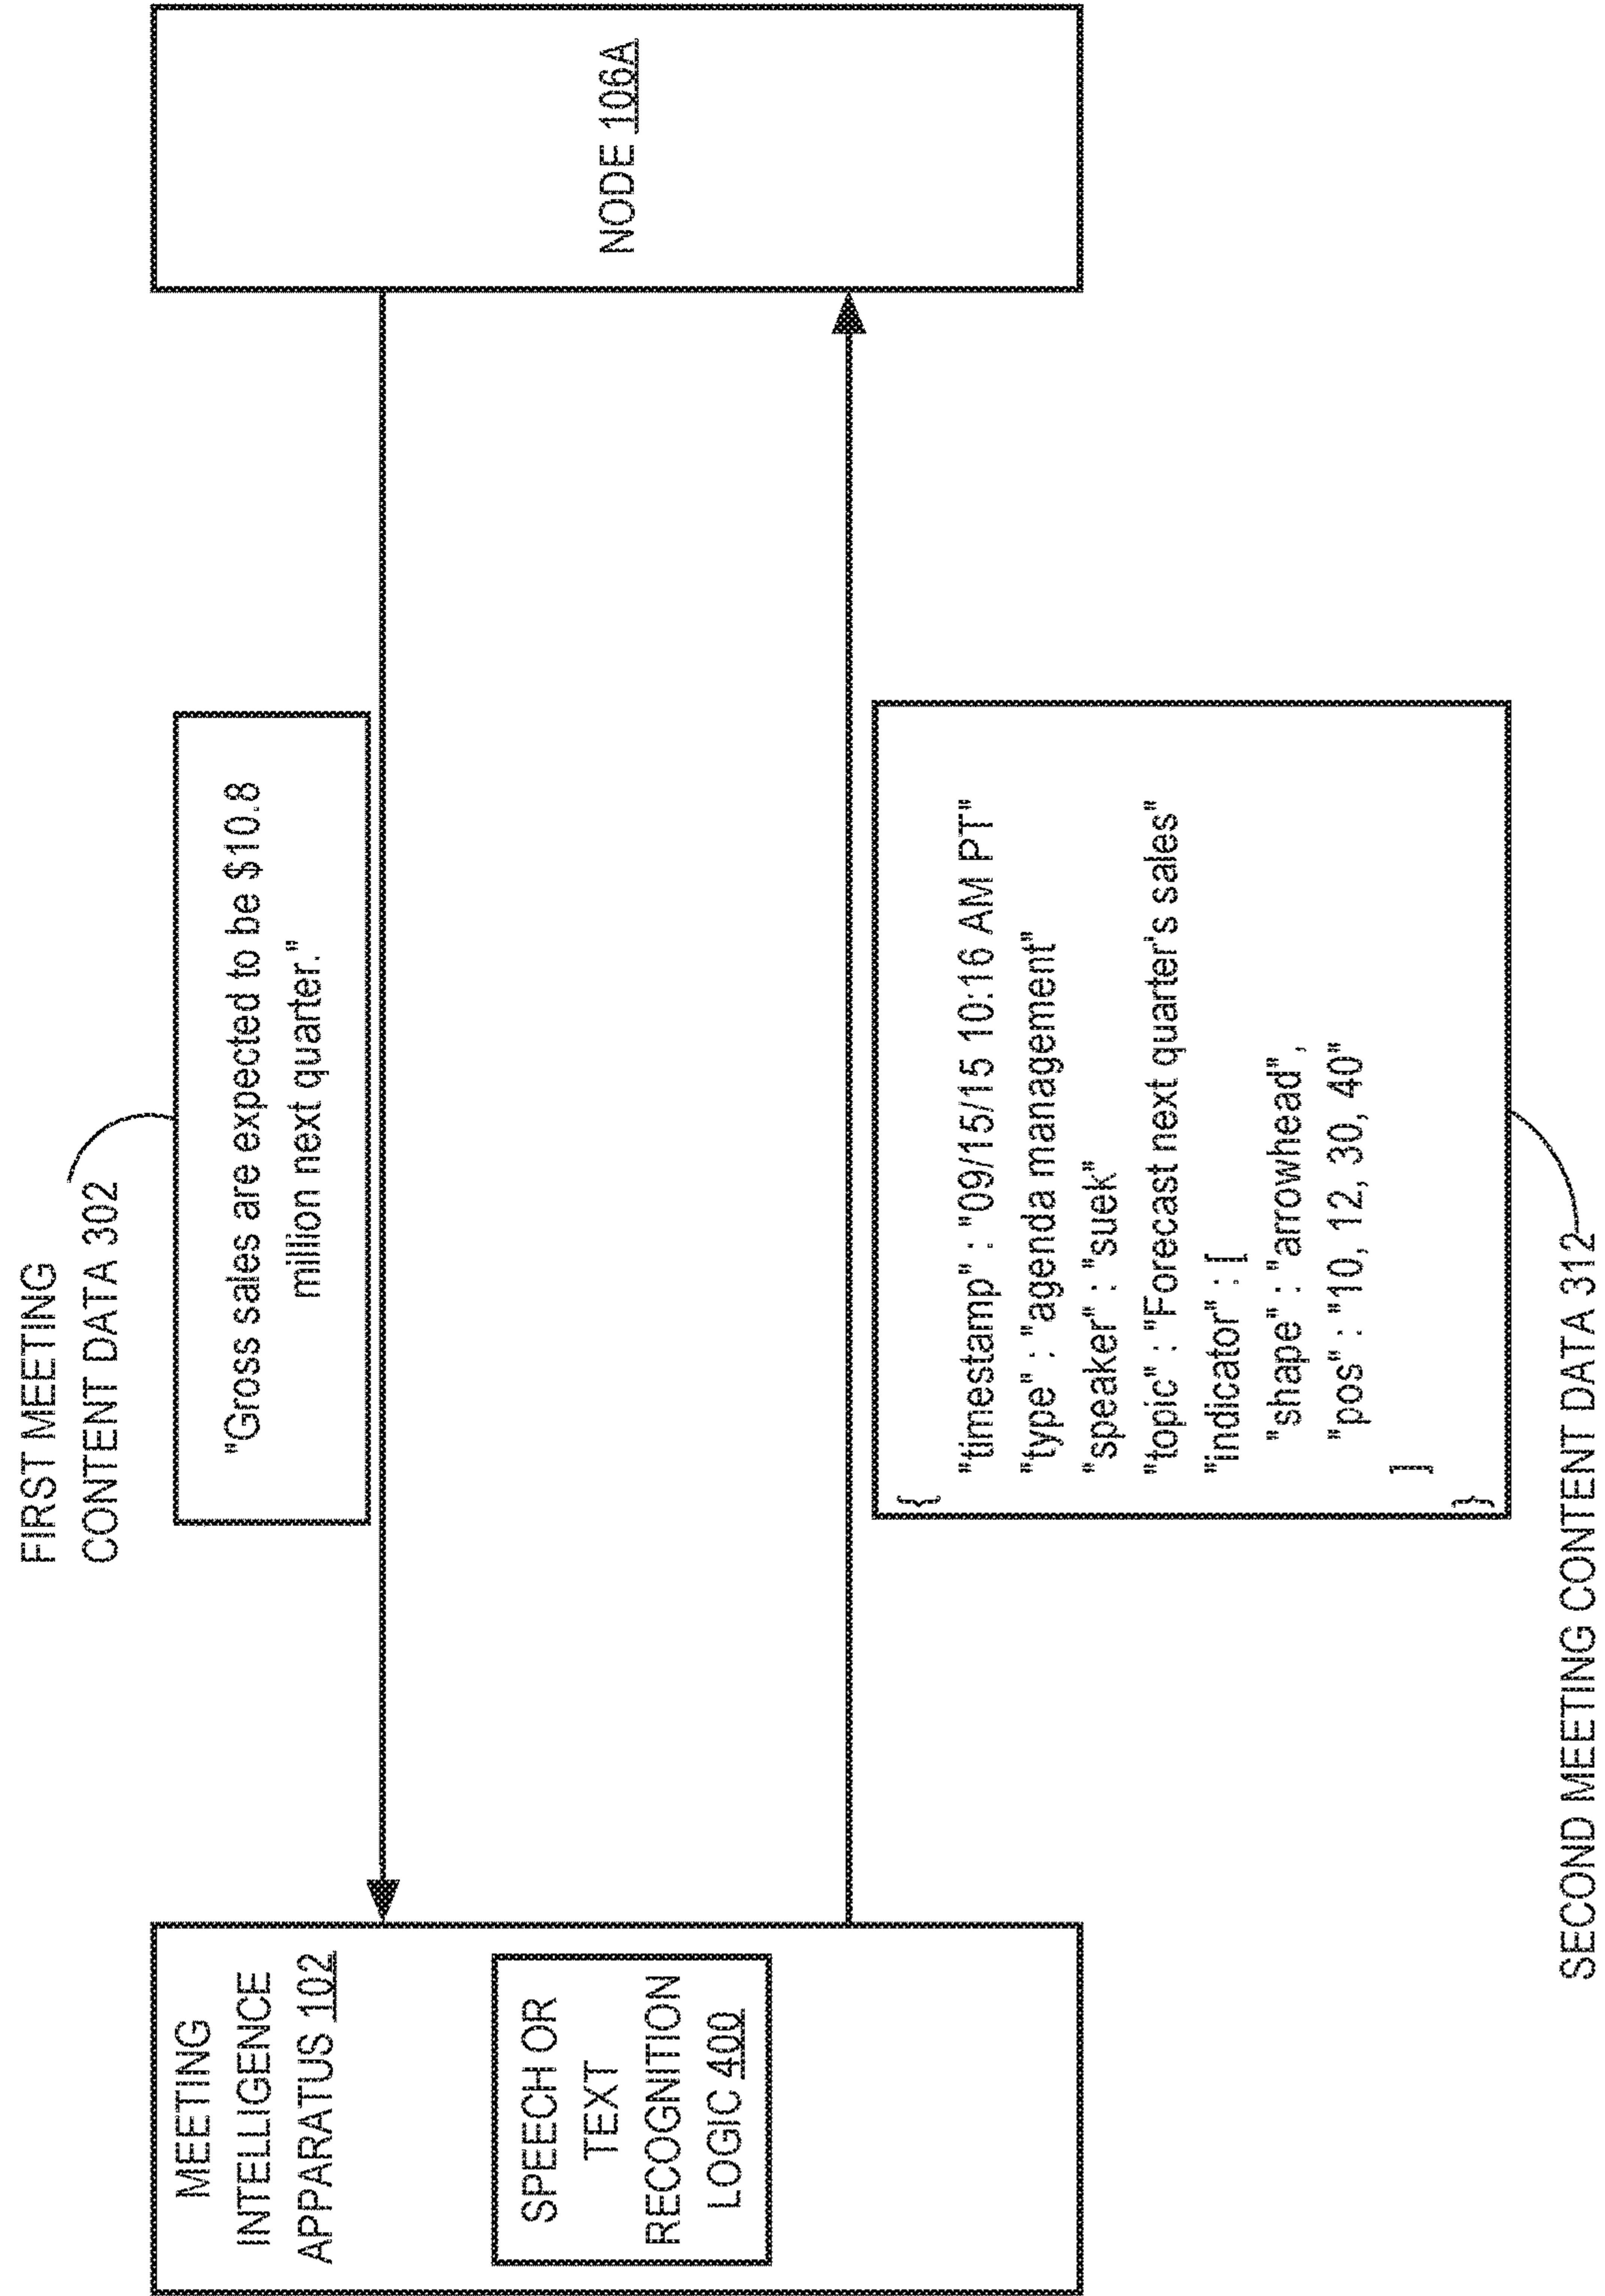 FIRST MEETING
CONTENT DATA 302
MEETING
INTELLIGENCE
APPARATUS 102
"Gross sales are expected to be $10.8
million next quarter."
SPEECH OR
TEXT
RECOGNITION
LOGIC 400
NODE 106A
{
"timestamp" : "09/15/15 10:16 AM PT"
"type" : "agenda management"
"speaker" : "suek"
"topic" : "Forecast next quarter's sales"
"indicator" : [
"shape" : "arrowhead",
"pos" : "10, 12, 30, 40"
]
}
SECOND MEETING CONTENT DATA 312